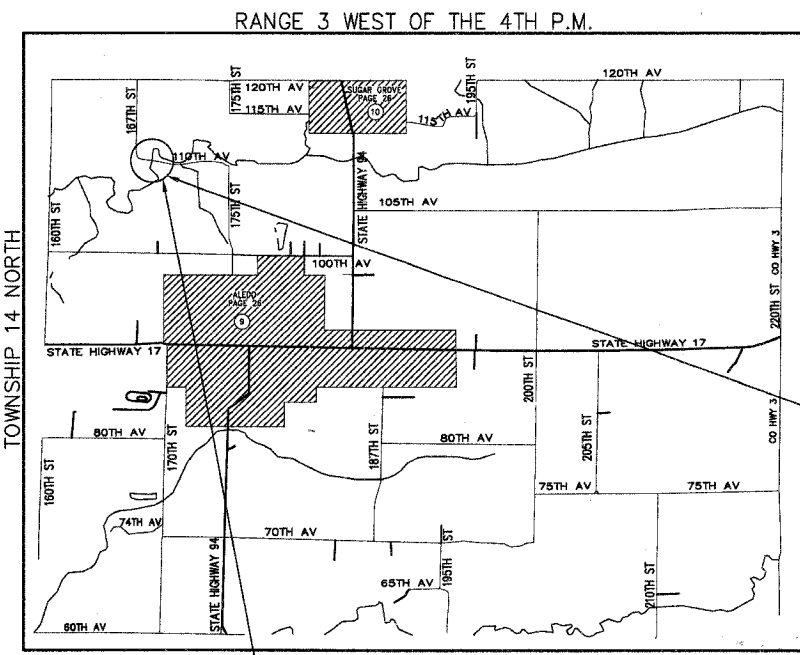 RANGE 3 WEST OF THE 4TH P.M.
TOWNSHIP 14 NORTH
167TH ST
175TH ST
120TH AV
115TH AV
SUGAR GROVE
PAGE 26
10
115TH AV
195TH ST
120TH AV
110TH AV
160TH ST
175TH ST
STATE HIGHWAY 94
105TH AV
100TH AV
CO HWY 3
220TH ST
ALEDO
PAGE 26
9
STATE HIGHWAY 17
STATE HIGHWAY 17
200TH ST
CO HWY 3
80TH AV
170TH ST
187TH ST
80TH AV
205TH ST
160TH ST
75TH AV
75TH AV
74TH AV
70TH AV
STATE HIGHWAY 94
195TH ST
65TH AV
210TH ST
60TH AV